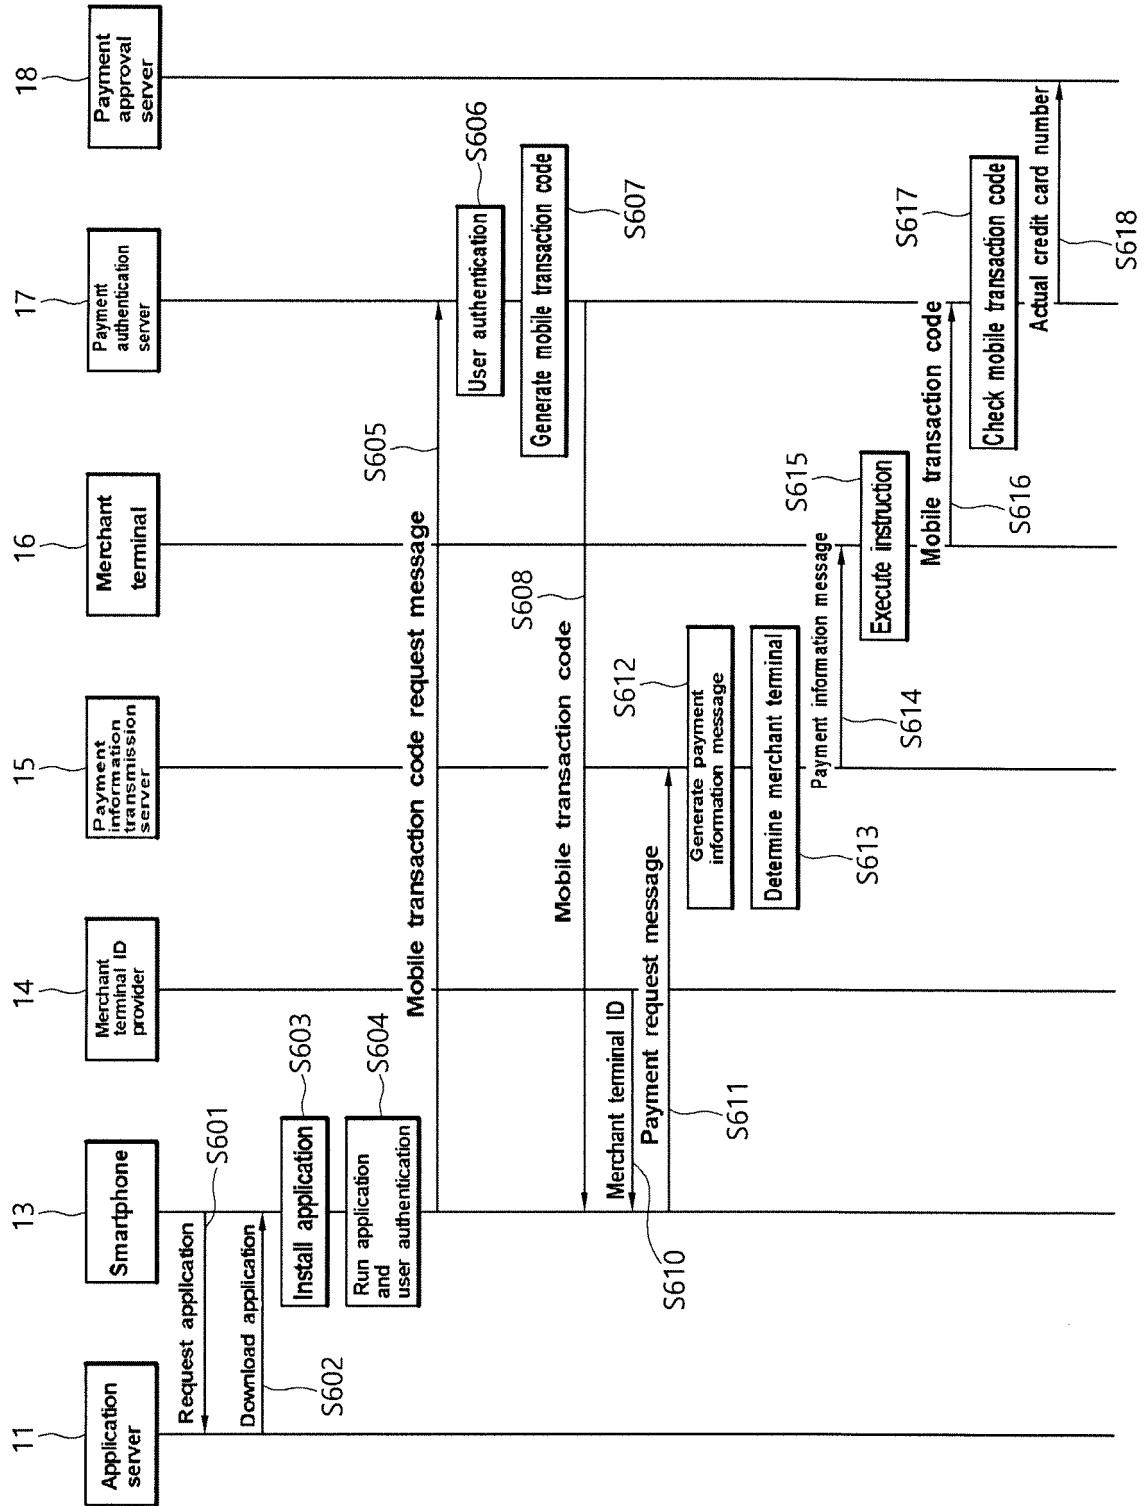 11
Application
server
13
Smartphone
14
Merchant
terminal ID
provider
15
Payment
information
transmission
server
16
Merchant
terminal
17
Payment
authentication
server
18
Payment
approval
server
Request application
S601
Download application
S602
Install application
S603
Run application
and
user authentication
S604
Mobile transaction code request message
S605
User authentication
S606
Generate mobile transaction code
S607
Mobile transaction code
S608
Merchant terminal ID
S610
Payment request message
S611
Generate payment
information message
S612
Determine merchant terminal
S613
Payment information message
S614
Execute instruction
S615
Mobile transaction code
S616
Check mobile transaction code
S617
Actual credit card number
S618